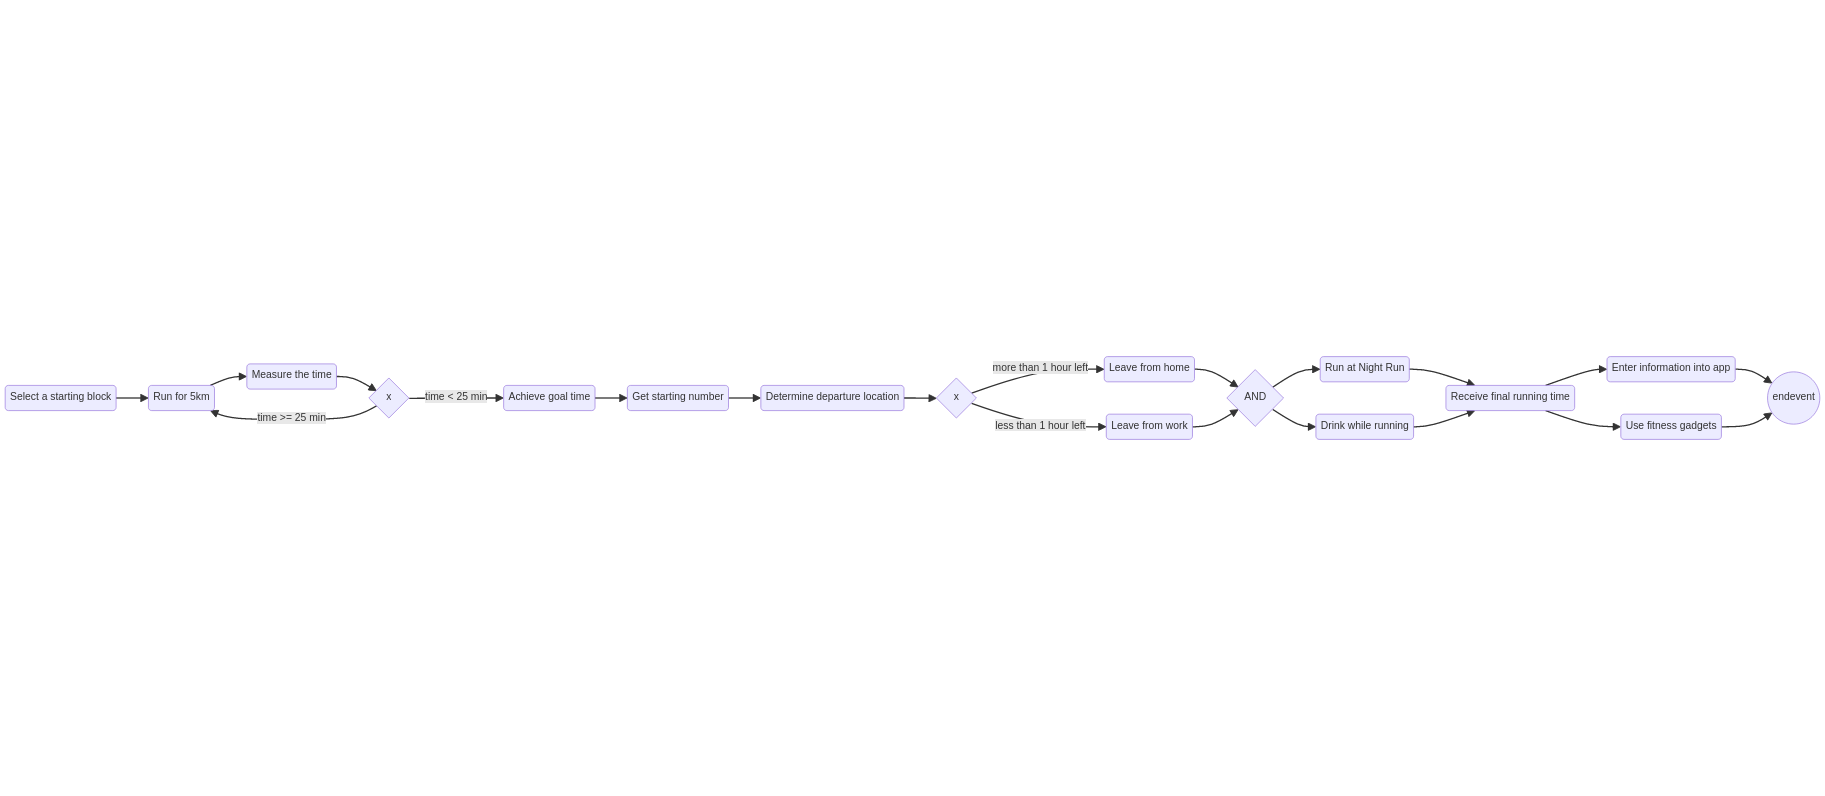 Select a starting block
Run for 5km
Measure the time
time >= 25 min
x
time < 25 min
Achieve goal time
Get starting number
Determine departure location
x
more than 1 hour left
less than 1 hour left
Leave from home
Leave from work
AND
Run at Night Run
Drink while running
Receive final running time
Enter information into app
Use fitness gadgets
endevent